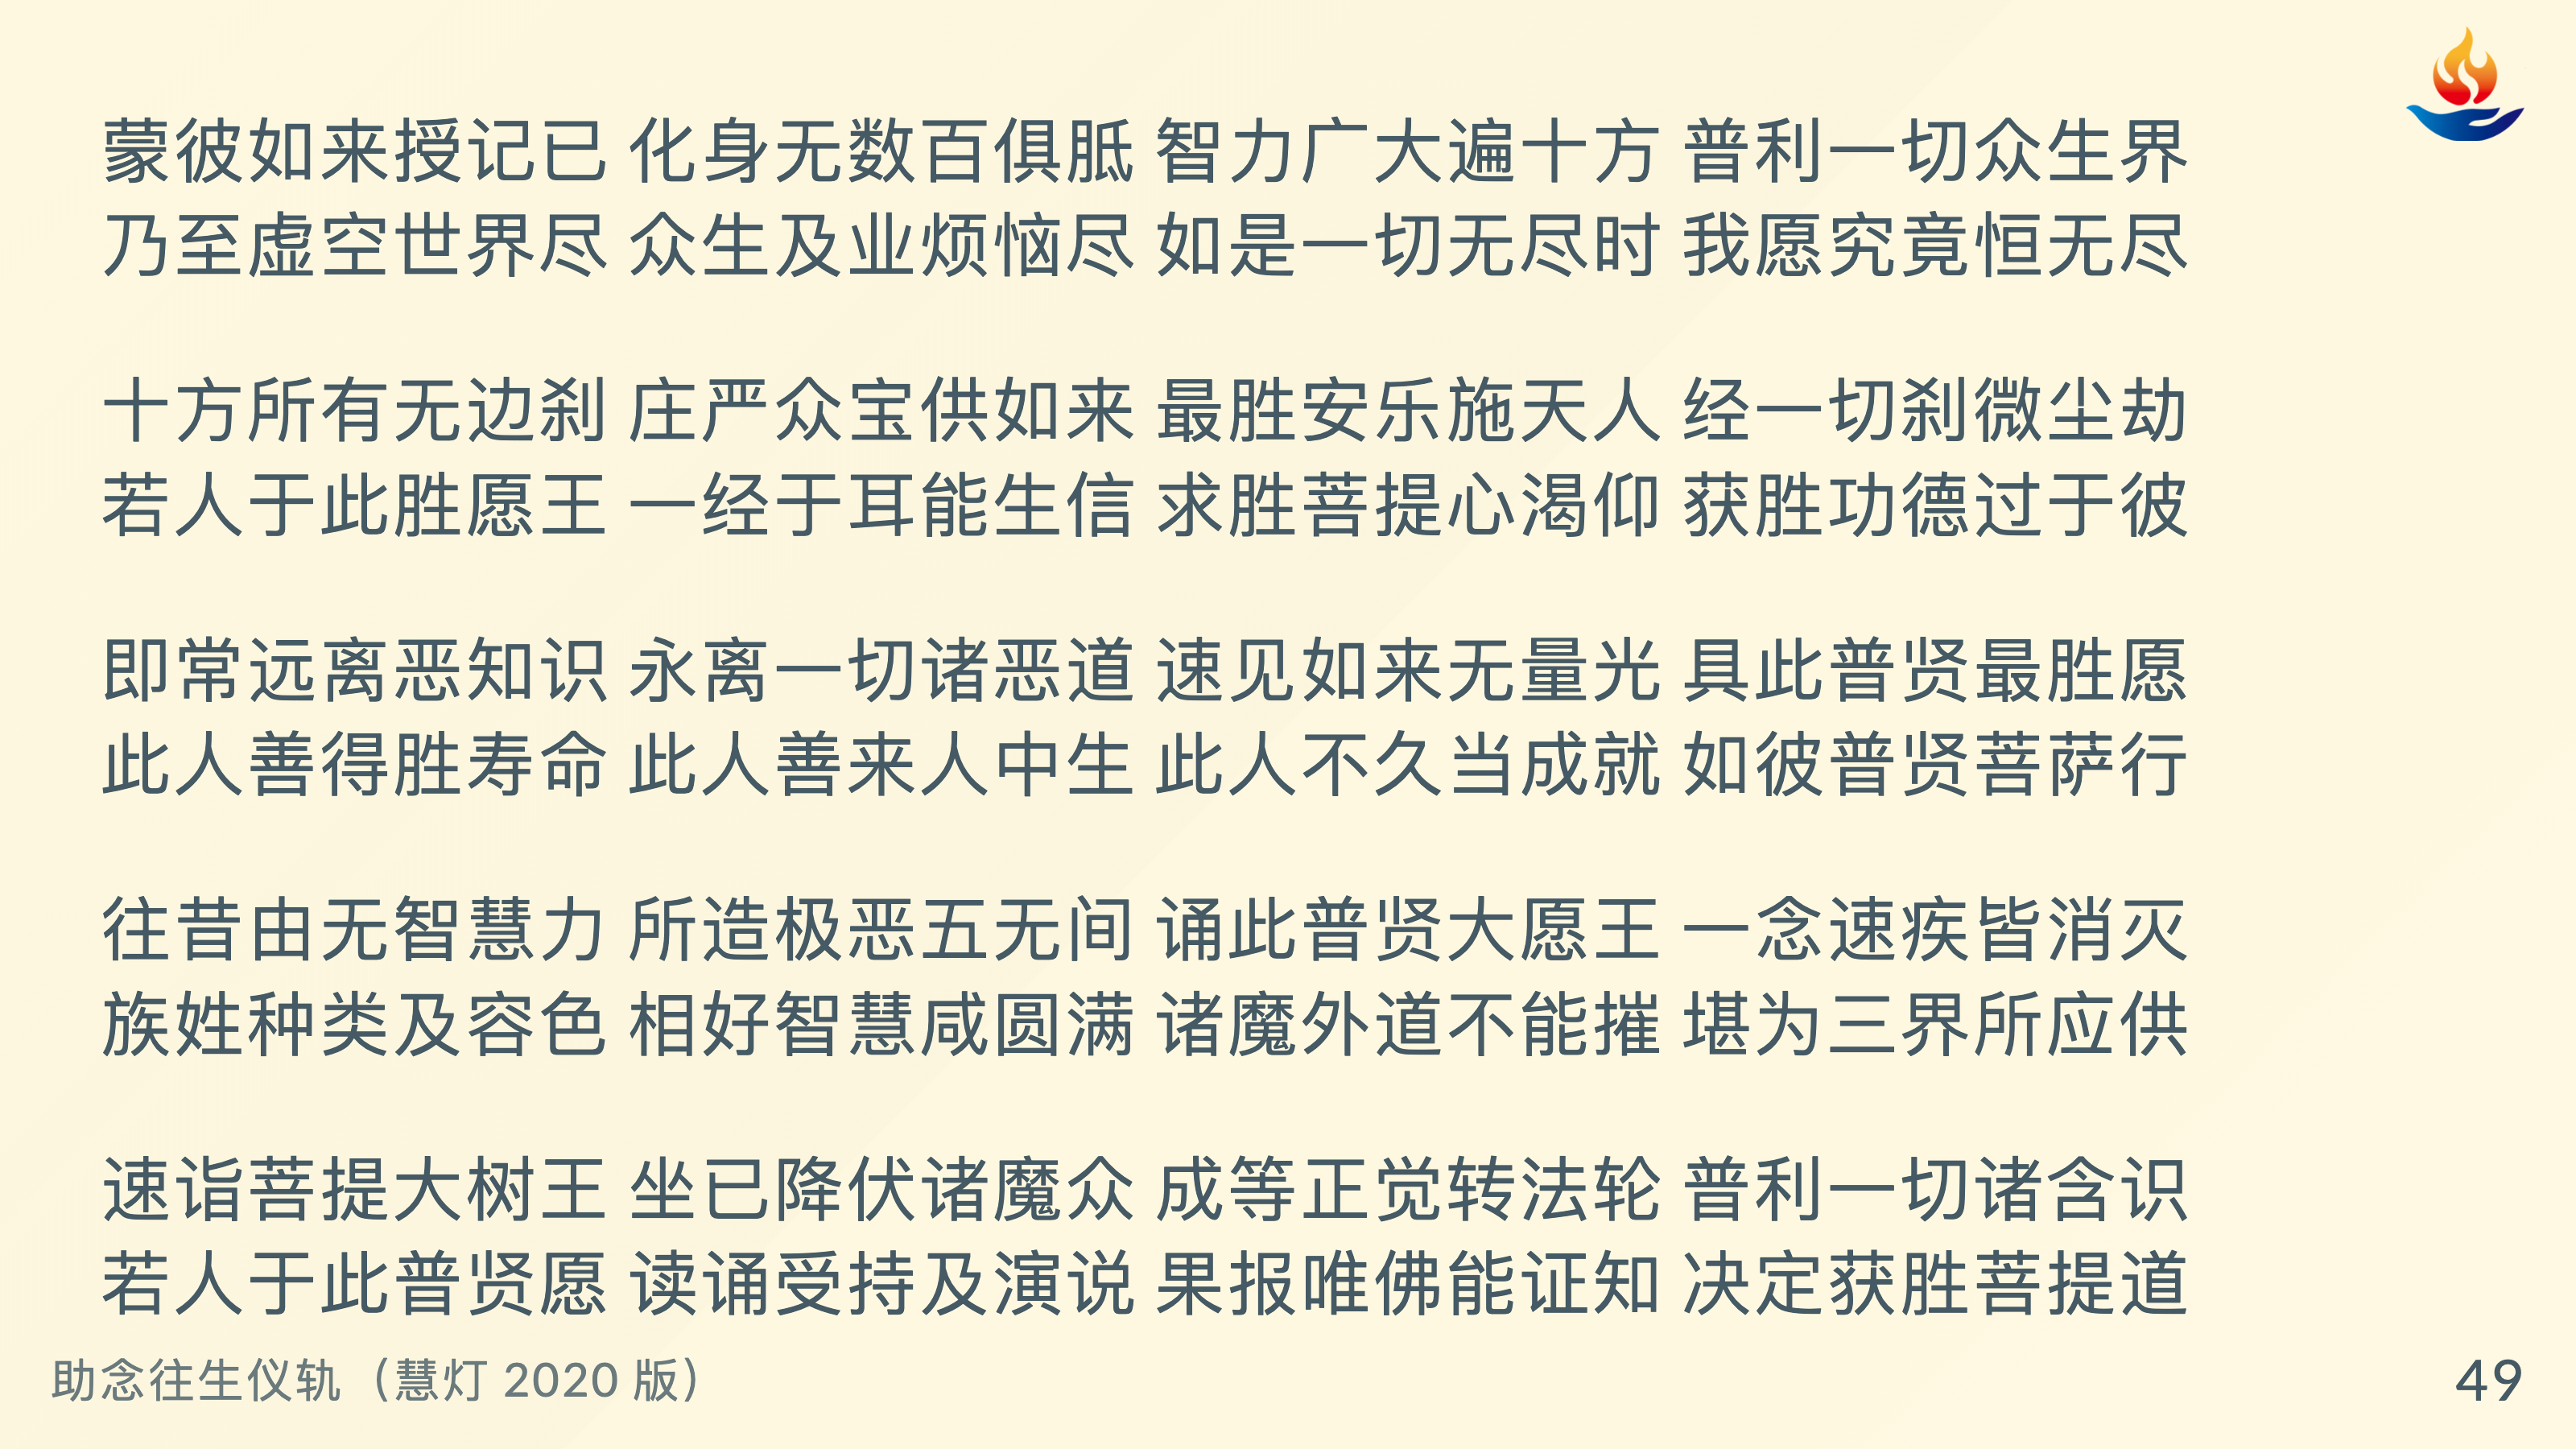 蒙彼如来授记已 化身无数百俱胝 智力广大遍十方 普利一切众生界
乃至虚空世界尽 众生及业烦恼尽 如是一切无尽时 我愿究竟恒无尽
十方所有无边刹 庄严众宝供如来 最胜安乐施天人 经一切刹微尘劫
若人于此胜愿王 一经于耳能生信 求胜菩提心渴仰 获胜功德过于彼
即常远离恶知识 永离一切诸恶道 速见如来无量光 具此普贤最胜愿
此人善得胜寿命 此人善来人中生 此人不久当成就 如彼普贤菩萨行
往昔由无智慧力 所造极恶五无间 诵此普贤大愿王 一念速疾皆消灭
族姓种类及容色 相好智慧咸圆满 诸魔外道不能摧 堪为三界所应供
速诣菩提大树王 坐已降伏诸魔众 成等正觉转法轮 普利一切诸含识
若人于此普贤愿 读诵受持及演说 果报唯佛能证知 决定获胜菩提道
助念往生仪轨（慧灯 2020 版）
49